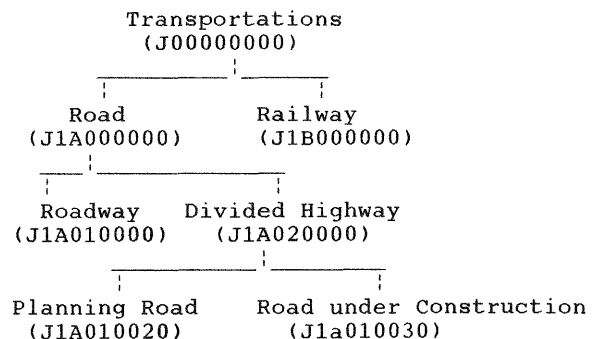 Transportations
(J00000000)
Road Railway
(J1A000000) (J1B000000)
Roadway Divided Highway
(J1A010000) (J1A020000)
Planning Road Road under Construction
(J1A010020) (J1a010030)